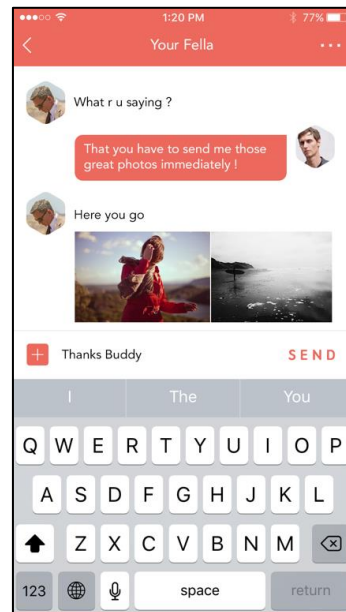 1:20 PM 77%
Your Fella
What r u saying ?
That you have to send me those
great photos immediately !
Here you go
Thanks Buddy SEND
I The You
Q W E R T Y U I O P
A S D F G H J K L
Z X C V B N M
123 space return